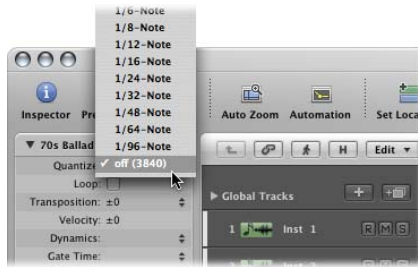 1/6-Note
1/8-Note
1/12-Note
1/16-Note
1/24-Note
1/32-Note
1/48-Note
1/64-Note
1/96-Note
✓ off (3840)
Inspector Pre
Auto Zoom Automation Set Loca
▼ 70s Ballad
Quantize
Loop:
Transposition: ±0
Velocity: ±0
Dynamics:
Gate Time:
H Edit
Global Tracks
1 Inst 1 R M S